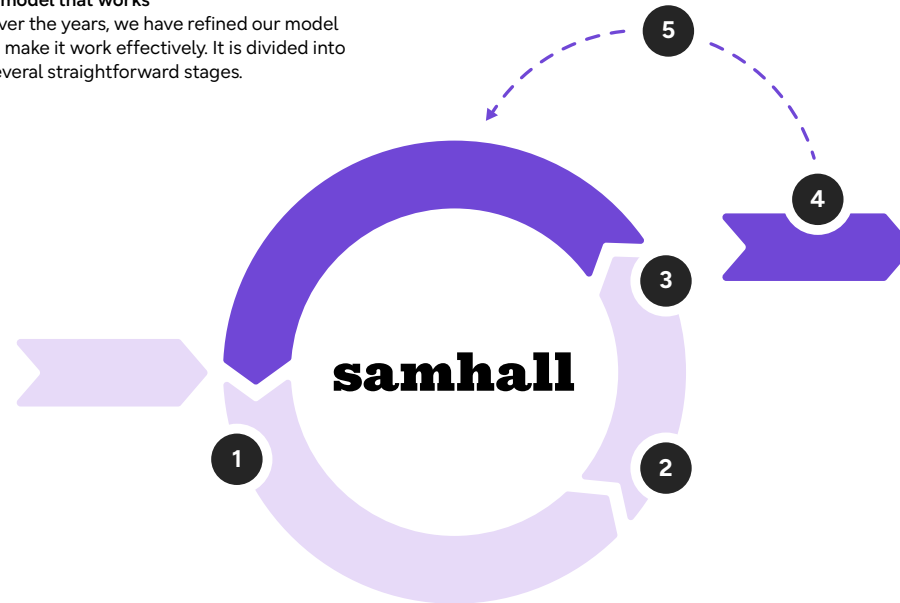 model that works
ver the years, we have refined our model
make it work effectively. It is divided into
everal straightforward stages.
5
4
3
samhall
1
2